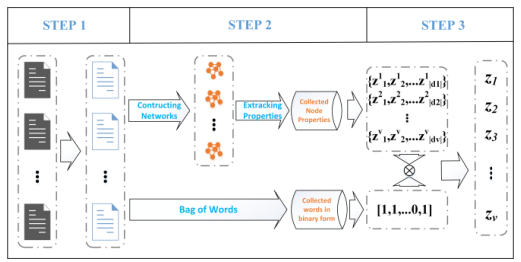 STEP 1
STEP 2
STEP 3
Contructing
Networks
Extracking
Properties
Collected
Node
Properties
{z¹₁,z¹₂,...z¹|d1|}
{z²₁,z²₂,...z²|d2|}
{zᵛ₁,zᵛ₂,...zᵛ|dv|}
z₁
z₂
z₃
zᵥ
Bag of Words
Collected
words in
binary form
[1,1,...0,1]